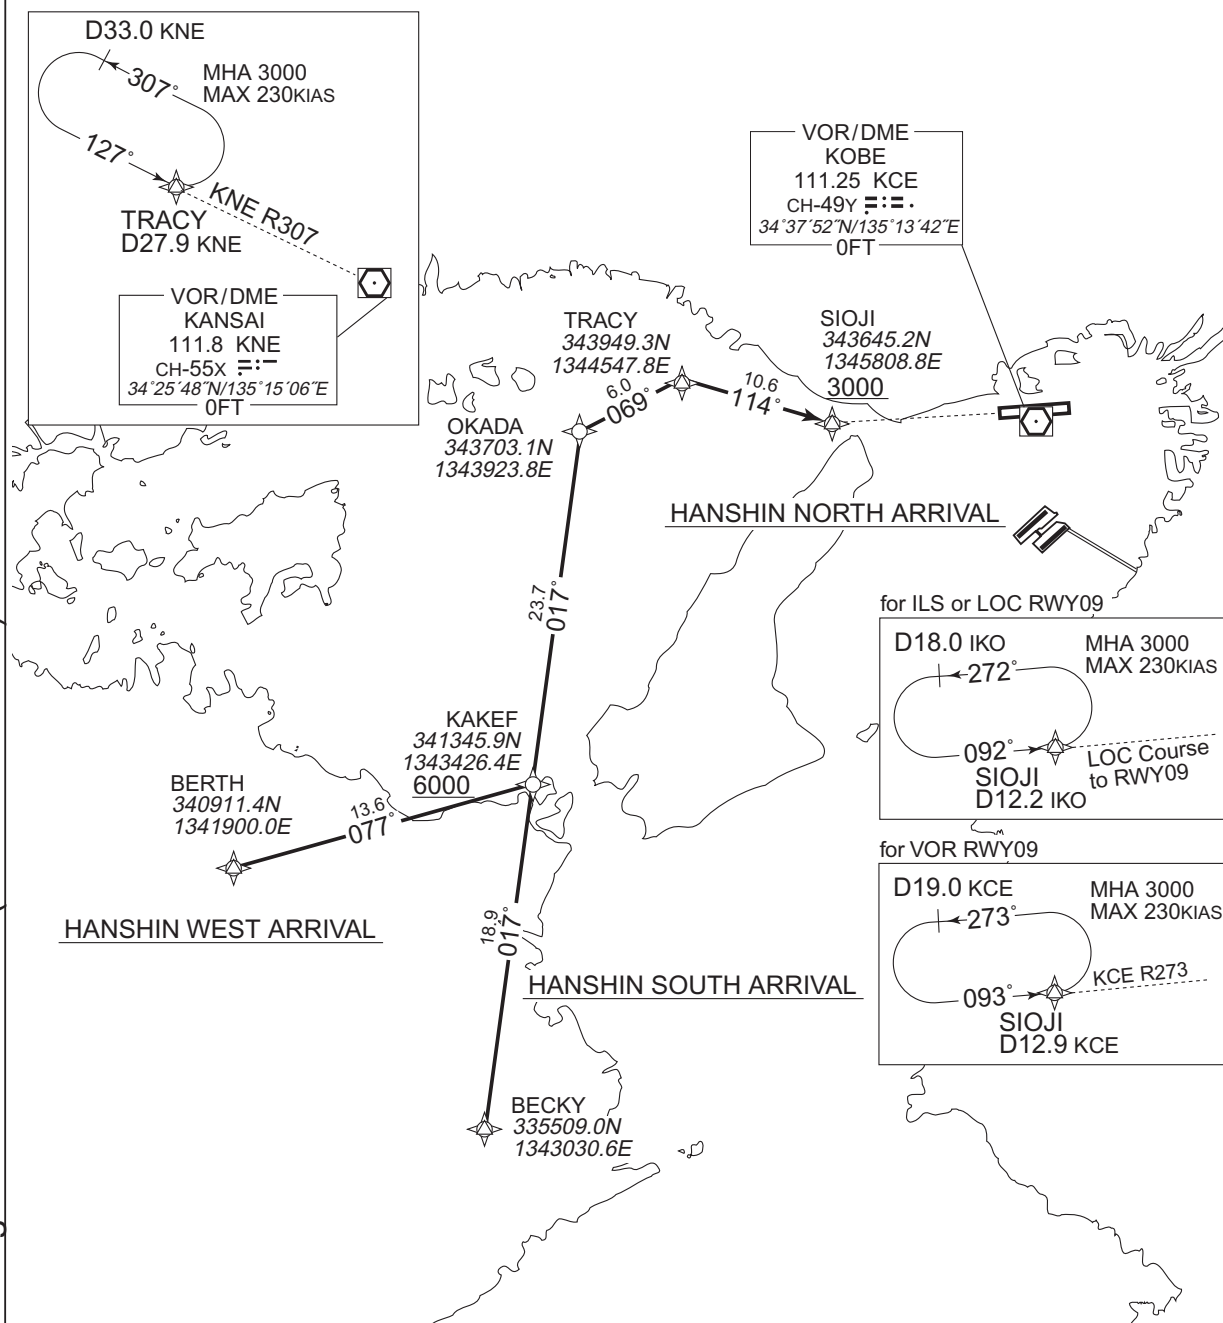 D33.0 KNE
307°
MHA 3000
MAX 230KIAS
127°
TRACY
D27.9 KNE
KNE R307
VOR/DME
KANSAI
111.8 KNE
CH-55X
34°25´48˝N/135°15´06˝E
0FT
VOR/DME
KOBE
111.25 KCE
CH-49Y
34°37´52˝N/135°13´42˝E
0FT
TRACY
343949.3N
1344547.8E
SIOJI
343645.2N
1345808.8E
3000
6.0
069°
10.6
114°
OKADA
343703.1N
1343923.8E
HANSHIN NORTH ARRIVAL
23.7
017°
KAKEF
341345.9N
1343426.4E
6000
BERTH
340911.4N
1341900.0E
13.6
077°
HANSHIN WEST ARRIVAL
18.9
017°
HANSHIN SOUTH ARRIVAL
BECKY
335509.0N
1343030.6E
for ILS or LOC RWY09
D18.0 IKO
MHA 3000
MAX 230KIAS
272°
092°
SIOJI
D12.2 IKO
LOC Course
to RWY09
for VOR RWY09
D19.0 KCE
MHA 3000
MAX 230KIAS
273°
093°
KCE R273
SIOJI
D12.9 KCE